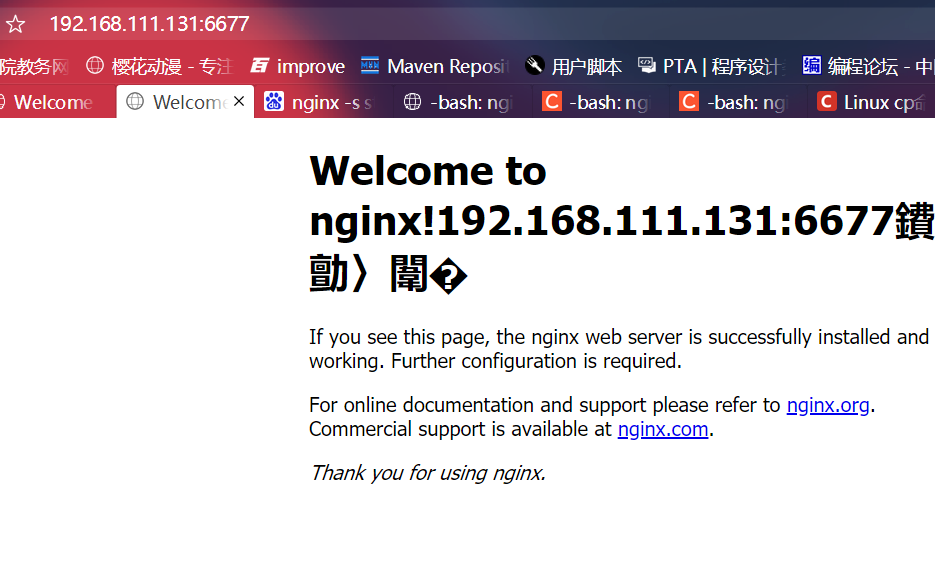 192.168.111.131:6677
院教务网 樱花动漫 - 专注 improve Maven Reposit 用户脚本 PTA | 程序设计 编程论坛 - 中
Welcome Welcome nginx -s s -bash: ngi -bash: ng -bash: ngi Linux cp命
Welcome to
nginx!192.168.111.131:6677鐨
勭〉闈�
If you see this page, the nginx web server is successfully installed and
working. Further configuration is required.
For online documentation and support please refer to nginx.org.
Commercial support is available at nginx.com.
Thank you for using nginx.